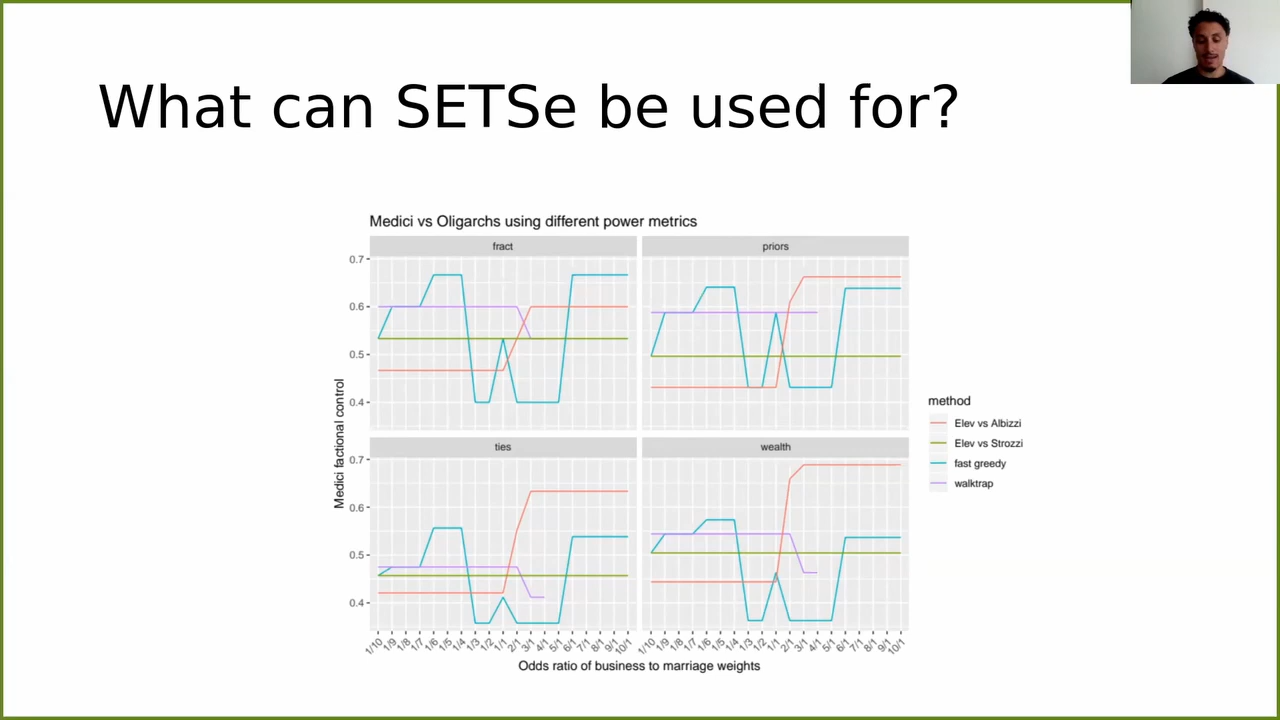 What can SETSe be used for?
Medici vs Oligarchs using different power metrics
fract
priors
0.7
0.6
0.5
0.4
ties
wealth
0.7
0.6
0.5
0.4
Medici factional control
1/10 1/9 1/8 1/7 1/6 1/5 1/4 1/3 1/2 1/1 2/1 3/1 4/1 5/1 6/1 7/1 8/1 9/1 10/1
1/10 1/9 1/8 1/7 1/6 1/5 1/4 1/3 1/2 1/1 2/1 3/1 4/1 5/1 6/1 7/1 8/1 9/1 10/1
Odds ratio of business to marriage weights
method
Elev vs Albizzi
Elev vs Strozzi
fast greedy
walktrap